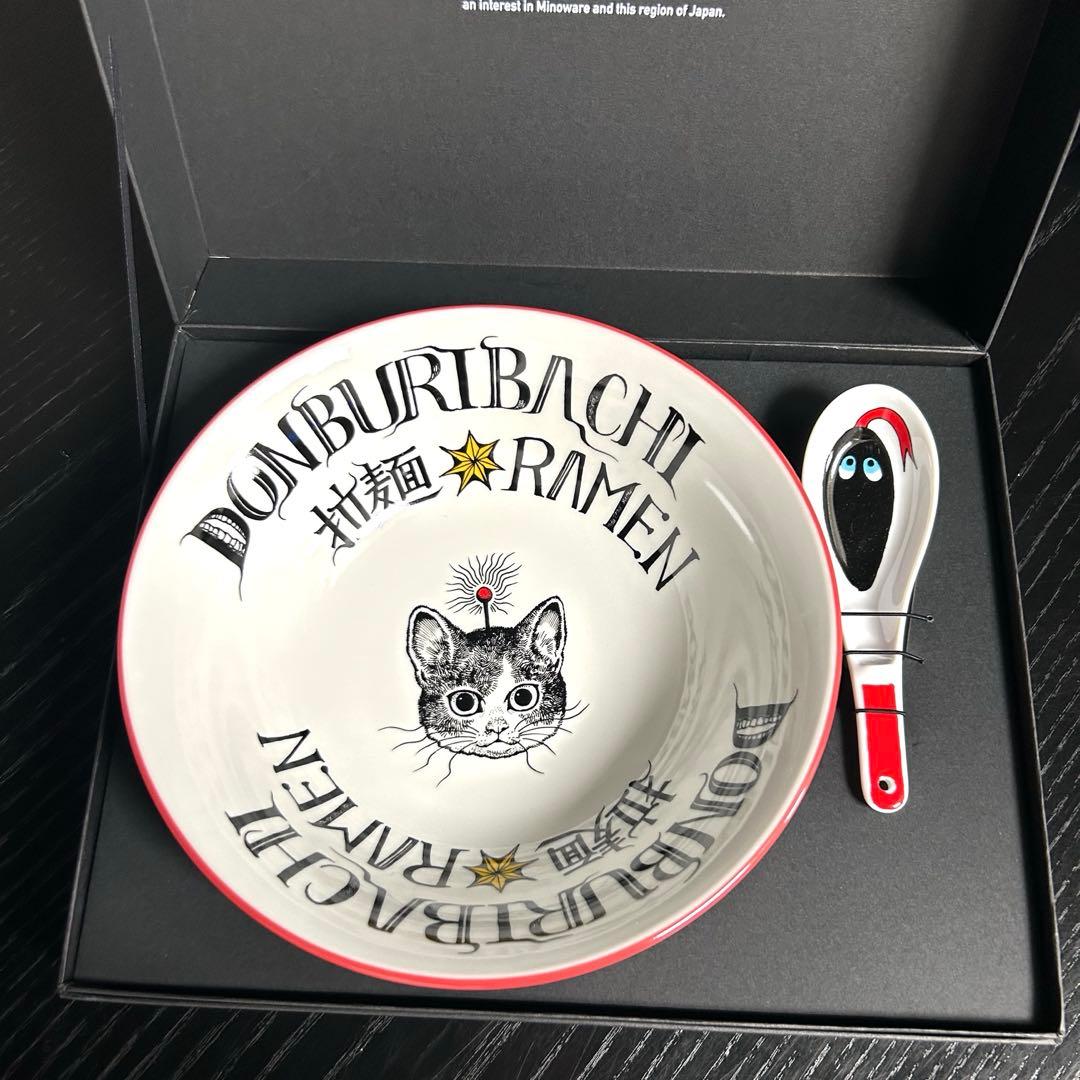 an interest in Minoware and this region of Japan.
DONBURIBACHI
拉麺 RAMEN
DONBURIBACHI
拉麺 RAMEN